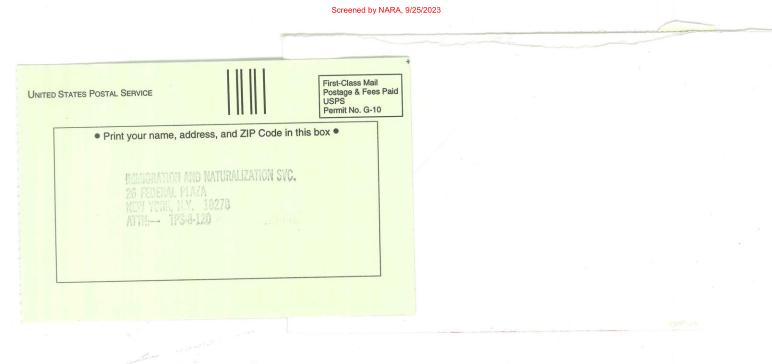 Screened by NARA, 9/25/2023
UNITED STATES POSTAL SERVICE
First-Class Mail
Postage & Fees Paid
USPS
Permit No. G-10
● Print your name, address, and ZIP Code in this box ●
IMMIGRATION AND NATURALIZATION SVC.
26 FEDERAL PLAZA
NEW YORK, N.Y. 10278
ATTN:— TPS-8-120